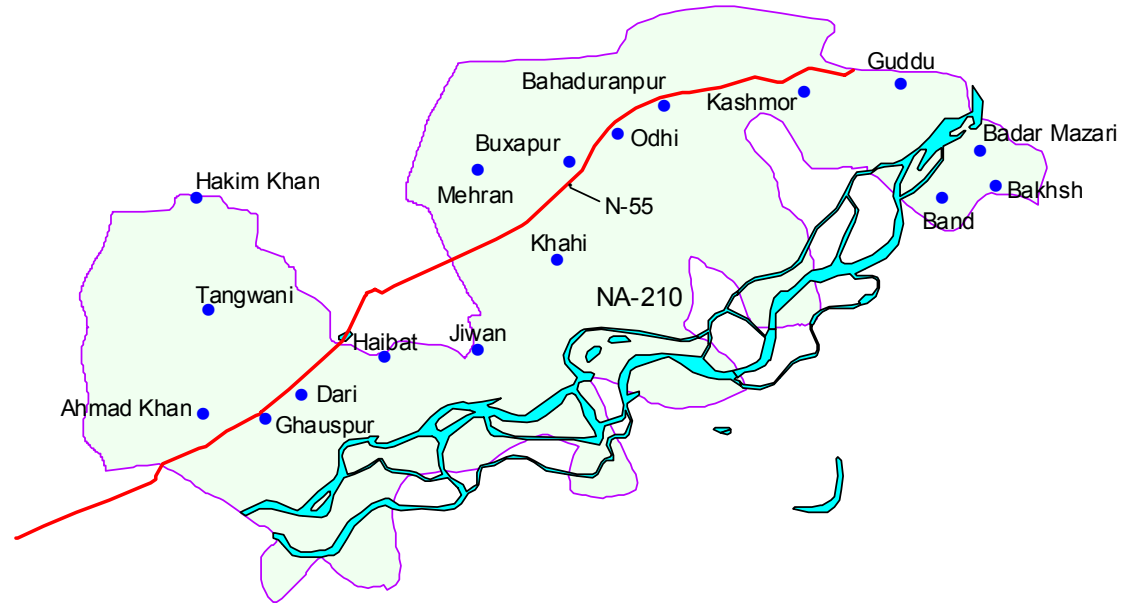 Guddu
Bahaduranpur
Kashmor
Badar Mazari
Odhi
Buxapur
Hakim Khan
Mehran
Bakhsh
N-55
Band
Khahi
Tangwani
NA-210
Jiwan
Haibat
Dari
Ahmad Khan
Ghauspur